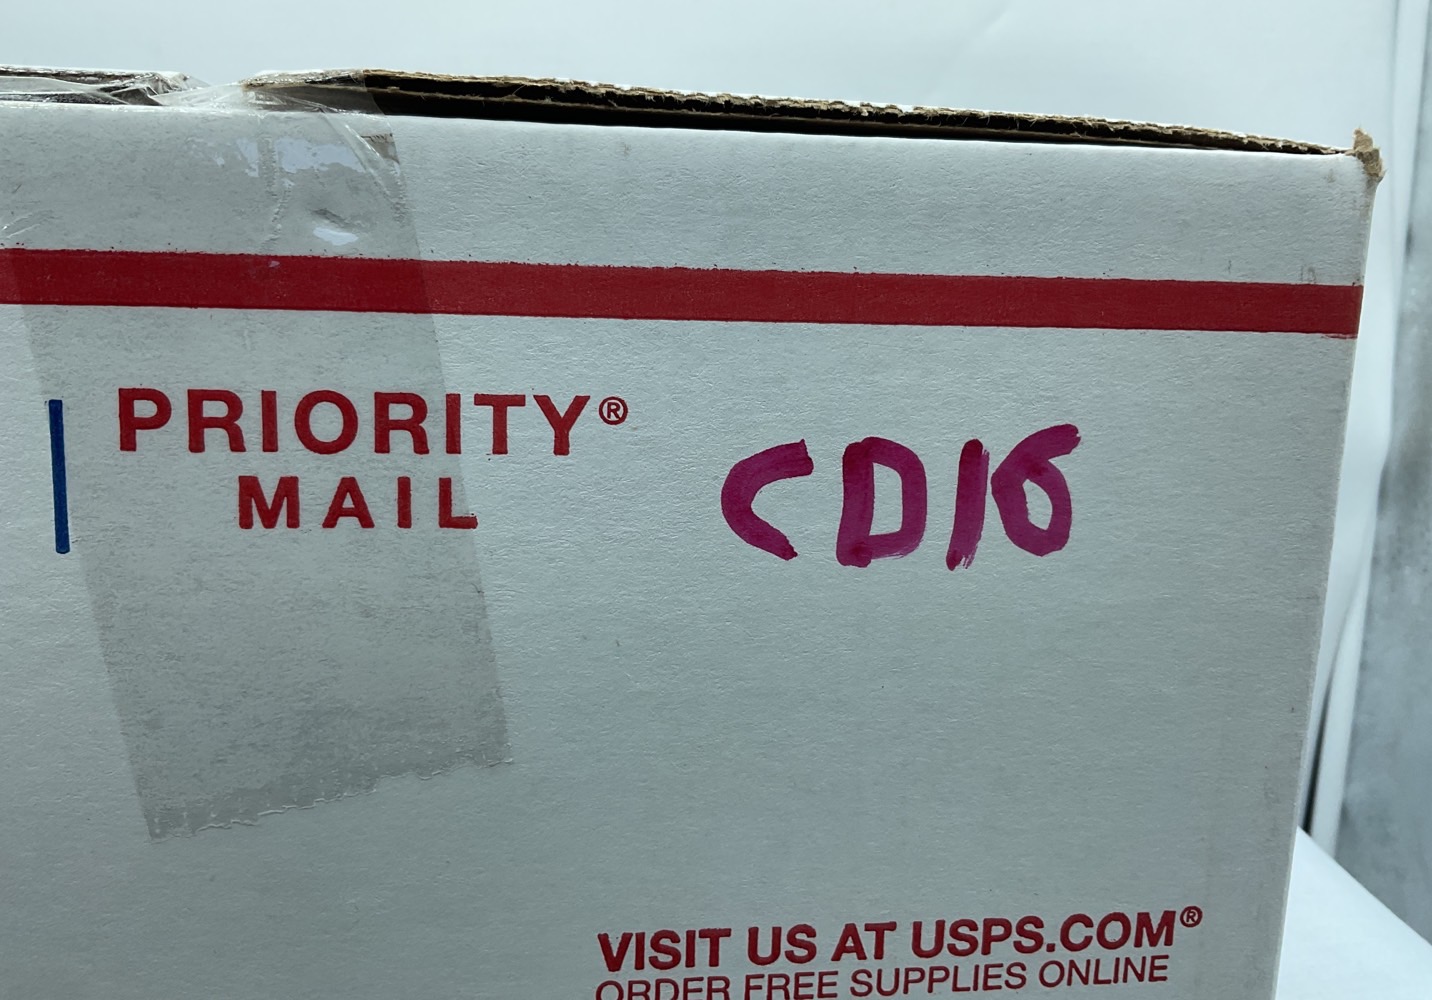 PRIORITY®
MAIL
CD16
VISIT US AT USPS.COM®
ORDER FREE SUPPLIES ONLINE